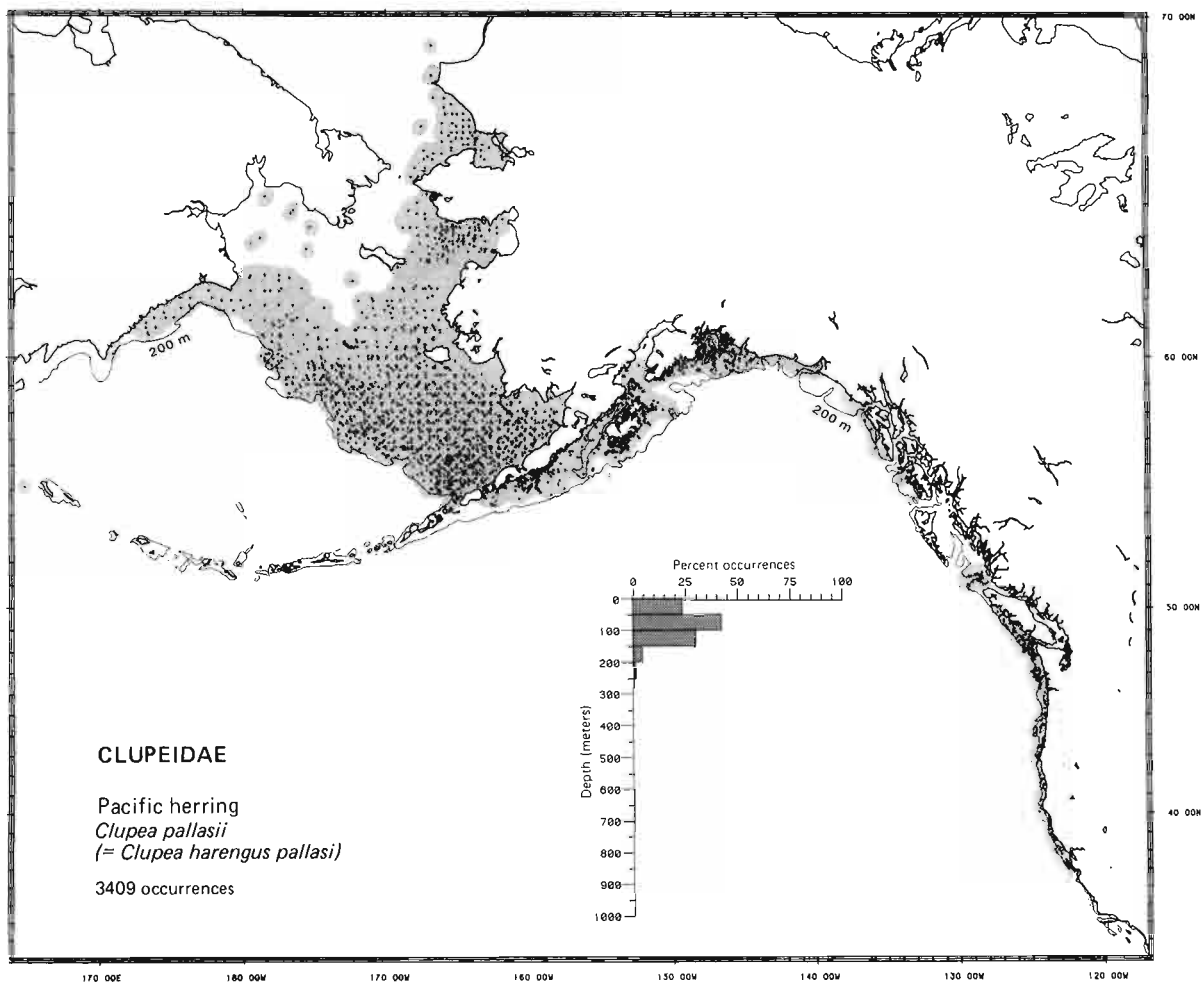 70 00N
200 m
60 00N
200 m
Percent occurrences
0 25 50 75 100
0
100
200
300
400
500
600
700
800
900
1000
Depth (meters)
50 00N
40 00N
CLUPEIDAE
Pacific herring
Clupea pallasii
(= Clupea harengus pallasi)
3409 occurrences
170 00E 180 00W 170 00W 160 00W 150 00W 140 00W 130 00W 120 00W